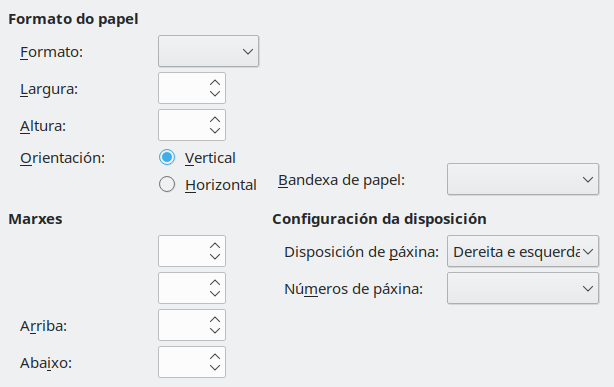 Formato do papel
Formato:
Largura:
Altura:
Orientación:
Vertical
Horizontal
Bandexa de papel:
Marxes
Configuración da disposición
Disposición de páxina:
Dereita e esquerda
Números de páxina:
Arriba:
Abaixo: